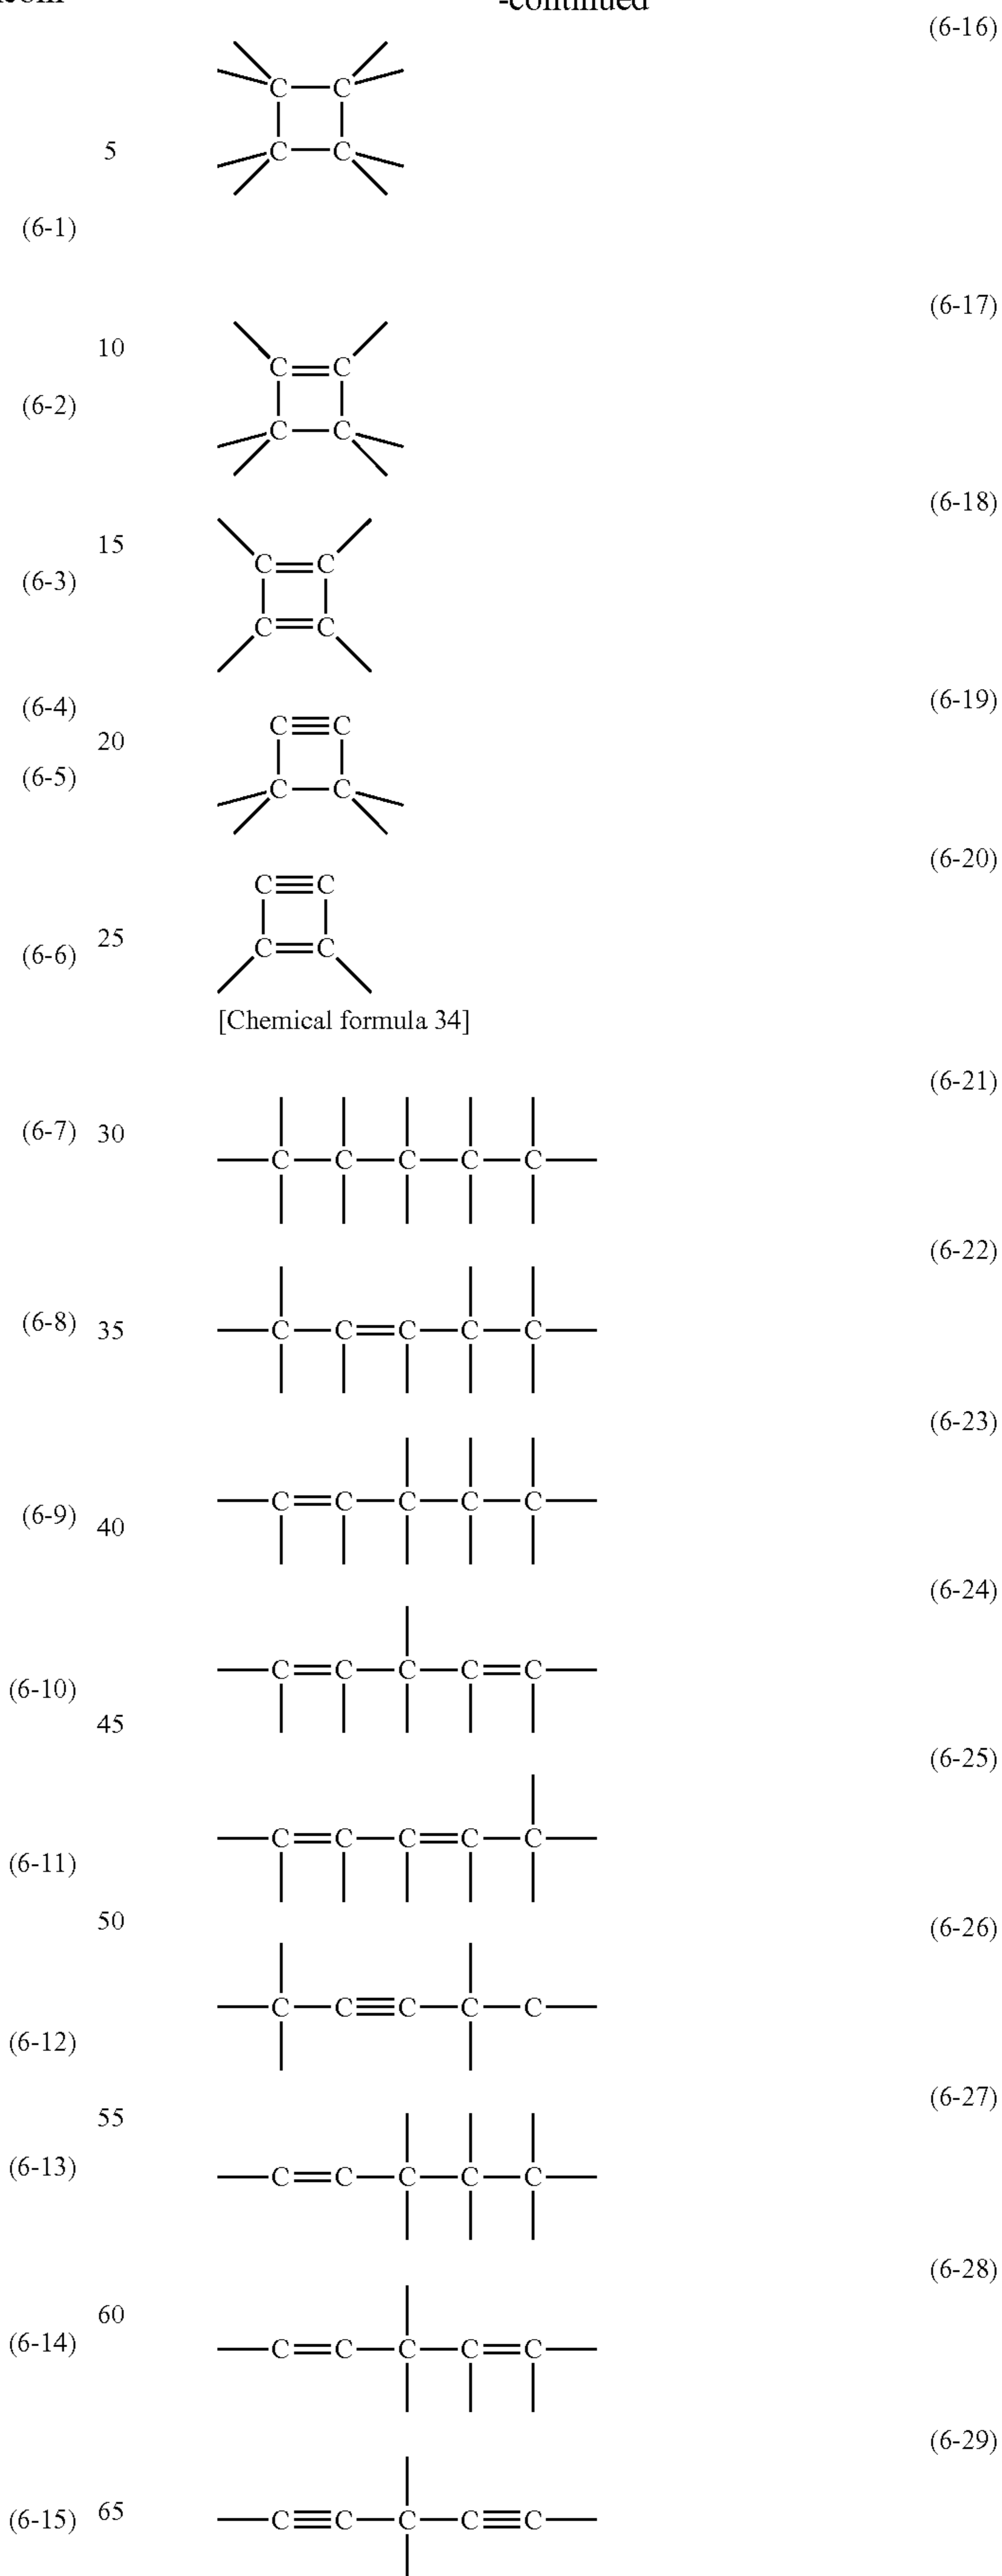 -continued
(6-16)
C C
5
C C
(6-1)
(6-17)
10
C C
(6-2)
C C
(6-18)
15
C C
(6-3)
C C
(6-4)
(6-19)
20
C C
(6-5)
C C
(6-20)
C C
25
C C
(6-6)
[Chemical formula 34]
(6-21)
(6-7) 30
C C C C C
(6-22)
(6-8) 35
C C C C C
(6-23)
C C C C C
(6-9) 40
(6-24)
C C C C C
(6-10)
45
(6-25)
C C C C C
(6-11)
50
(6-26)
C C C C C
(6-12)
(6-27)
55
(6-13)
C C C C C
(6-28)
60
(6-14)
C C C C C
(6-29)
(6-15) 65
C C C C C